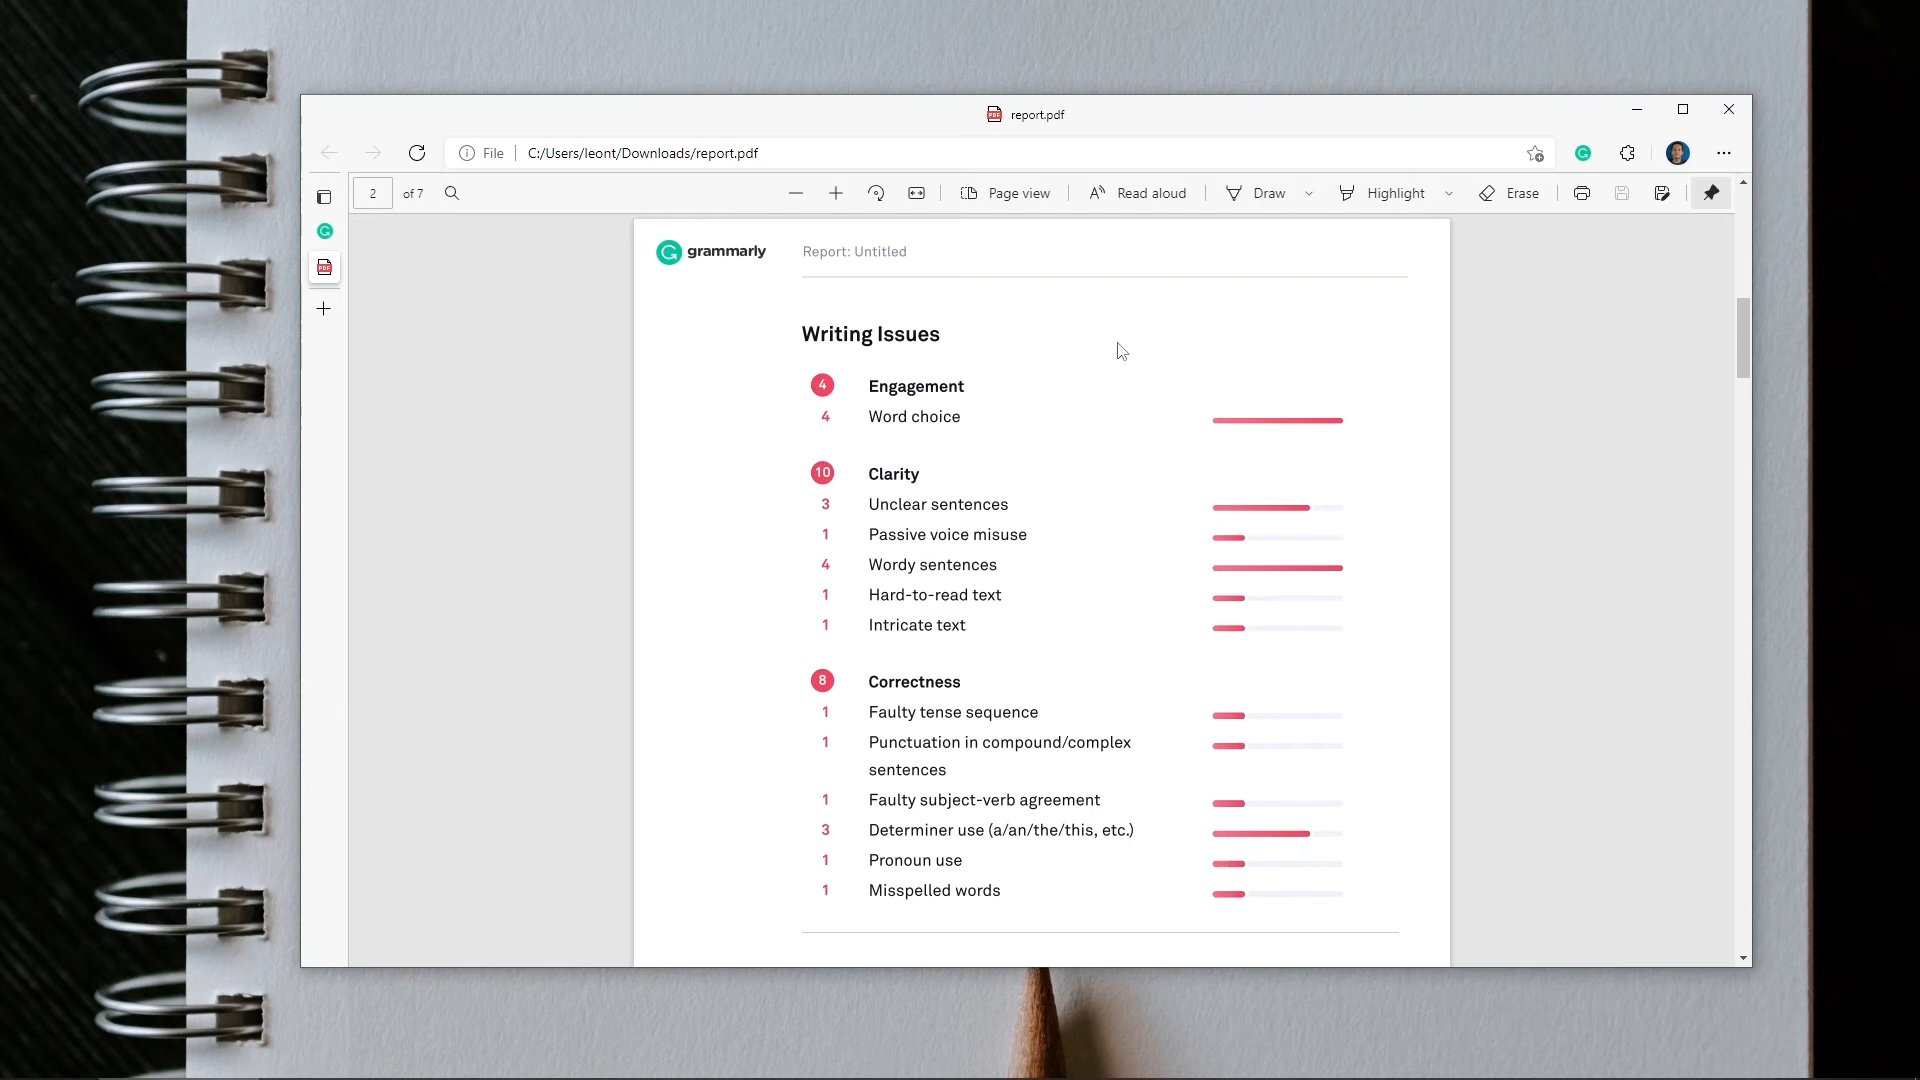 report.pdf
File C:/Users/leont/Downloads/report.pdf
2 of 7 Page view Read aloud Draw Highlight Erase
grammarly Report: Untitled
Writing Issues
4 Engagement
4 Word choice
10 Clarity
3 Unclear sentences
1 Passive voice misuse
4 Wordy sentences
1 Hard-to-read text
1 Intricate text
8 Correctness
1 Faulty tense sequence
1 Punctuation in compound/complex
sentences
1 Faulty subject-verb agreement
3 Determiner use (a/an/the/this, etc.)
1 Pronoun use
1 Misspelled words